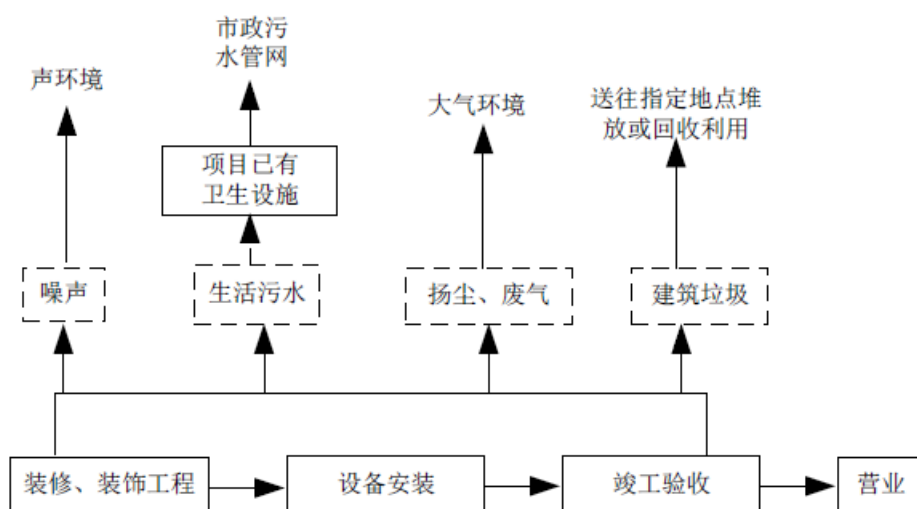 市政污
水管网
声环境
大气环境
送往指定地点堆
放或回收利用
项目已有
卫生设施
噪声
生活污水
扬尘、废气
建筑垃圾
装修、装饰工程
设备安装
竣工验收
营业